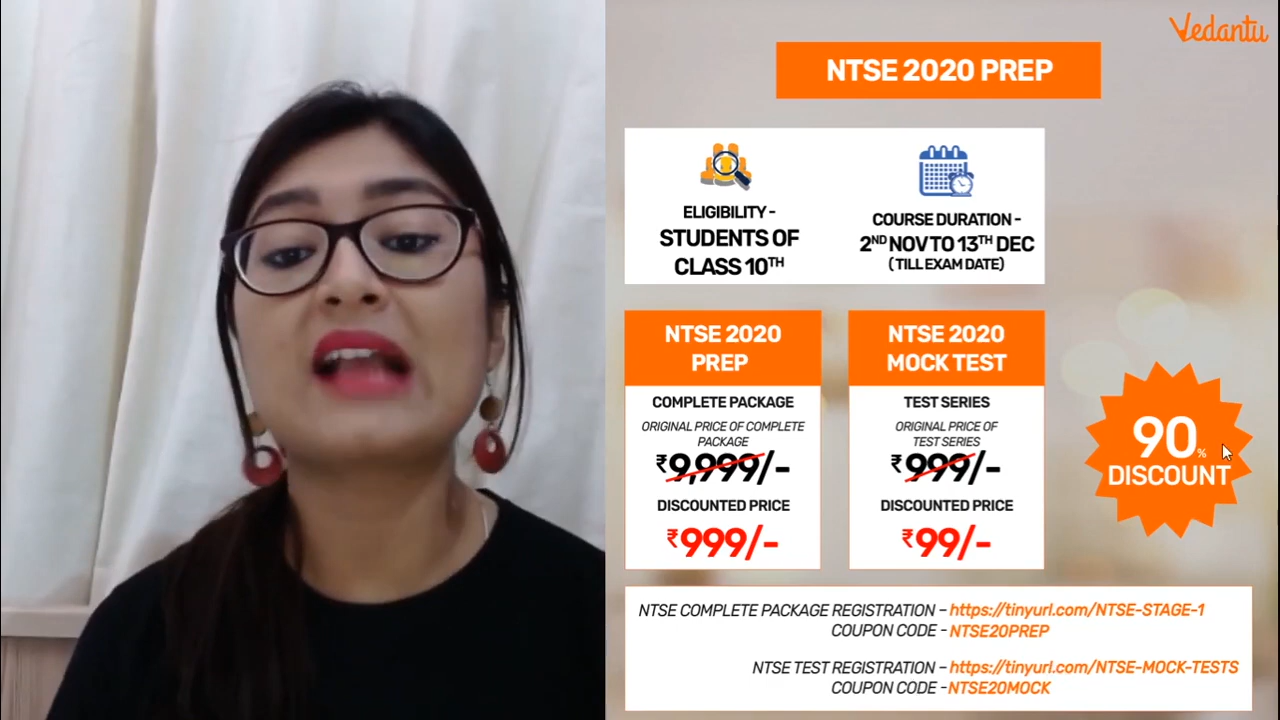 Vedantu
NTSE 2020 PREP
ELIGIBILITY -
STUDENTS OF
CLASS 10TH
COURSE DURATION -
2ND NOV TO 13TH DEC
( TILL EXAM DATE)
NTSE 2020
PREP
COMPLETE PACKAGE
ORIGINAL PRICE OF COMPLETE
PACKAGE
₹9,999/-
DISCOUNTED PRICE
₹999/-
NTSE 2020
MOCK TEST
TEST SERIES
ORIGINAL PRICE OF
TEST SERIES
₹999/-
DISCOUNTED PRICE
₹99/-
90%
DISCOUNT
NTSE COMPLETE PACKAGE REGISTRATION – https://tinyurl.com/NTSE-STAGE-1
COUPON CODE - NTSE20PREP
NTSE TEST REGISTRATION – https://tinyurl.com/NTSE-MOCK-TESTS
COUPON CODE - NTSE20MOCK